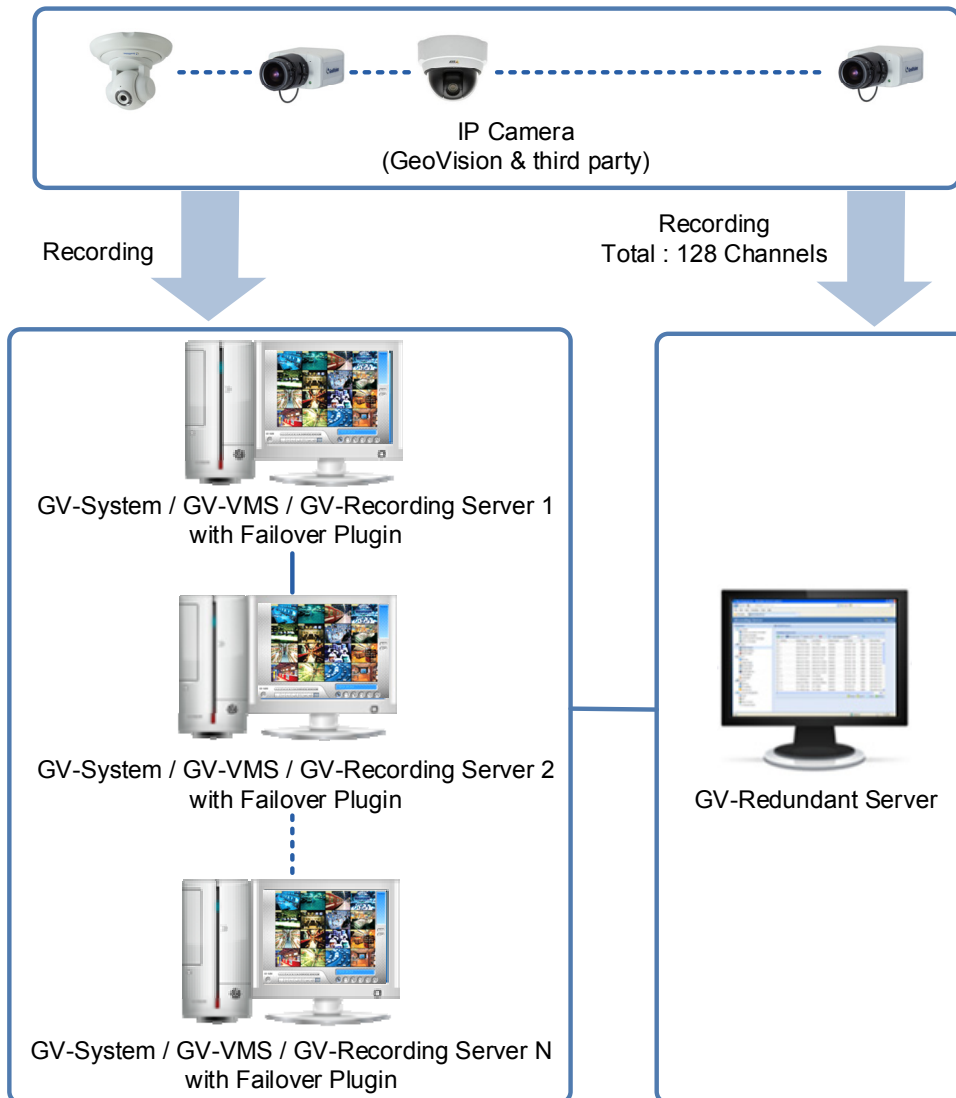 IP Camera
(GeoVision & third party)
Recording
Recording
Total : 128 Channels
GV-System / GV-VMS / GV-Recording Server 1
with Failover Plugin
GV-System / GV-VMS / GV-Recording Server 2
with Failover Plugin
GV-Redundant Server
GV-System / GV-VMS / GV-Recording Server N
with Failover Plugin